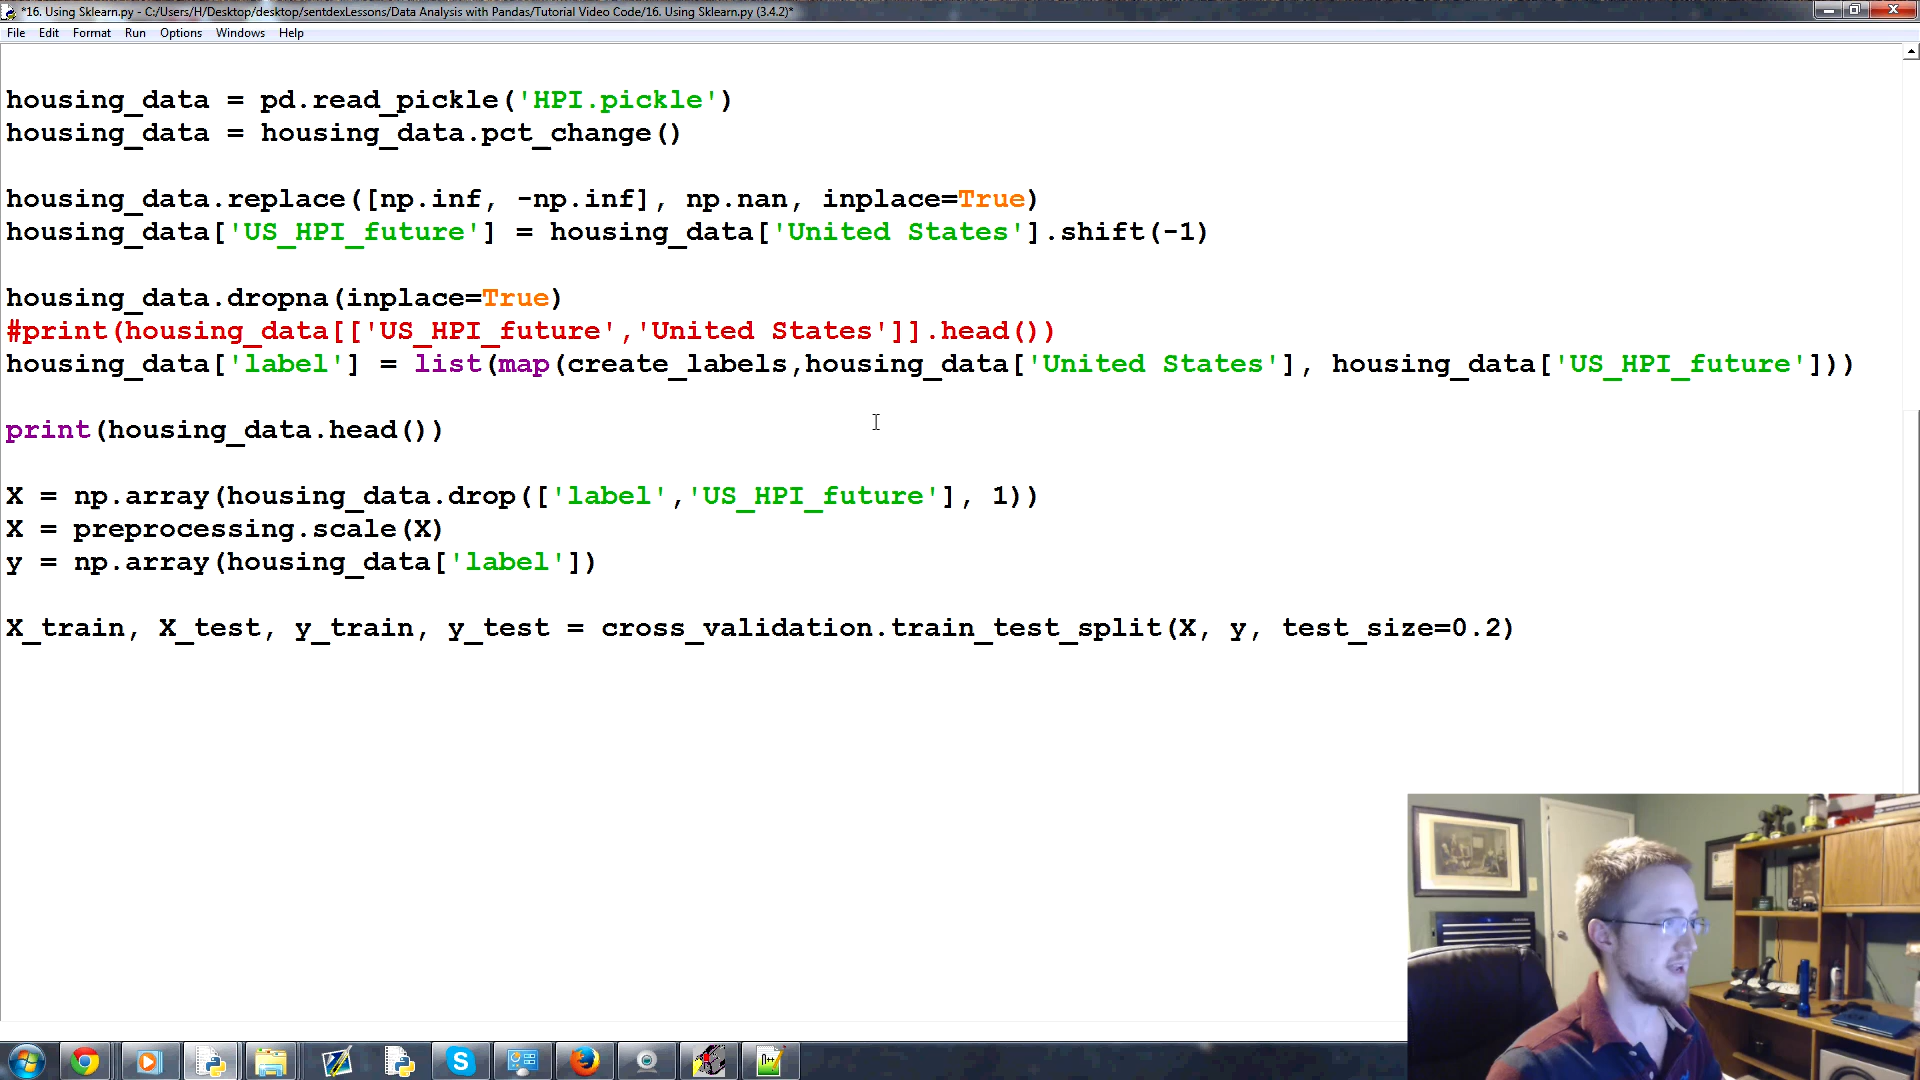 *16. Using Sklearn.py - C:/Users/H/Desktop/desktop/sentdexLessons/Data Analysis with Pandas/Tutorial Video Code/16. Using Sklearn.py (3.4.2)*
File Edit Format Run Options Windows Help
housing_data = pd.read_pickle('HPI.pickle')
housing_data = housing_data.pct_change()
housing_data.replace([np.inf, -np.inf], np.nan, inplace=True)
housing_data['US_HPI_future'] = housing_data['United States'].shift(-1)
housing_data.dropna(inplace=True)
#print(housing_data[['US_HPI_future','United States']].head())
housing_data['label'] = list(map(create_labels,housing_data['United States'], housing_data['US_HPI_future']))
print(housing_data.head())
X = np.array(housing_data.drop(['label','US_HPI_future'], 1))
X = preprocessing.scale(X)
y = np.array(housing_data['label'])
X_train, X_test, y_train, y_test = cross_validation.train_test_split(X, y, test_size=0.2)